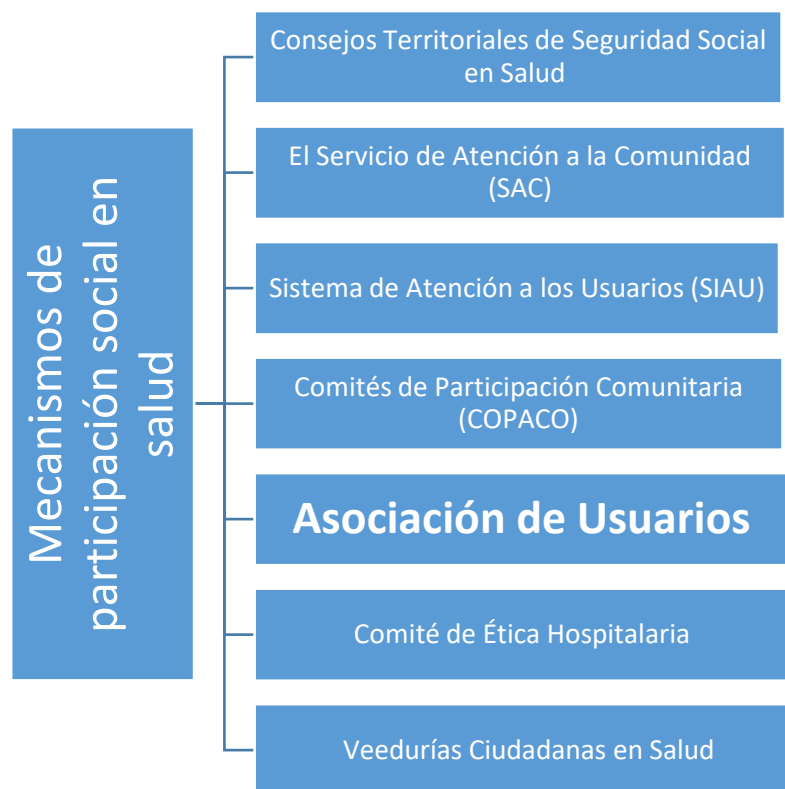 Mecanismos de
participación social en
salud
Consejos Territoriales de Seguridad Social
en Salud
El Servicio de Atención a la Comunidad
(SAC)
Sistema de Atención a los Usuarios (SIAU)
Comités de Participación Comunitaria
(COPACO)
Asociación de Usuarios
Comité de Ética Hospitalaria
Veedurías Ciudadanas en Salud